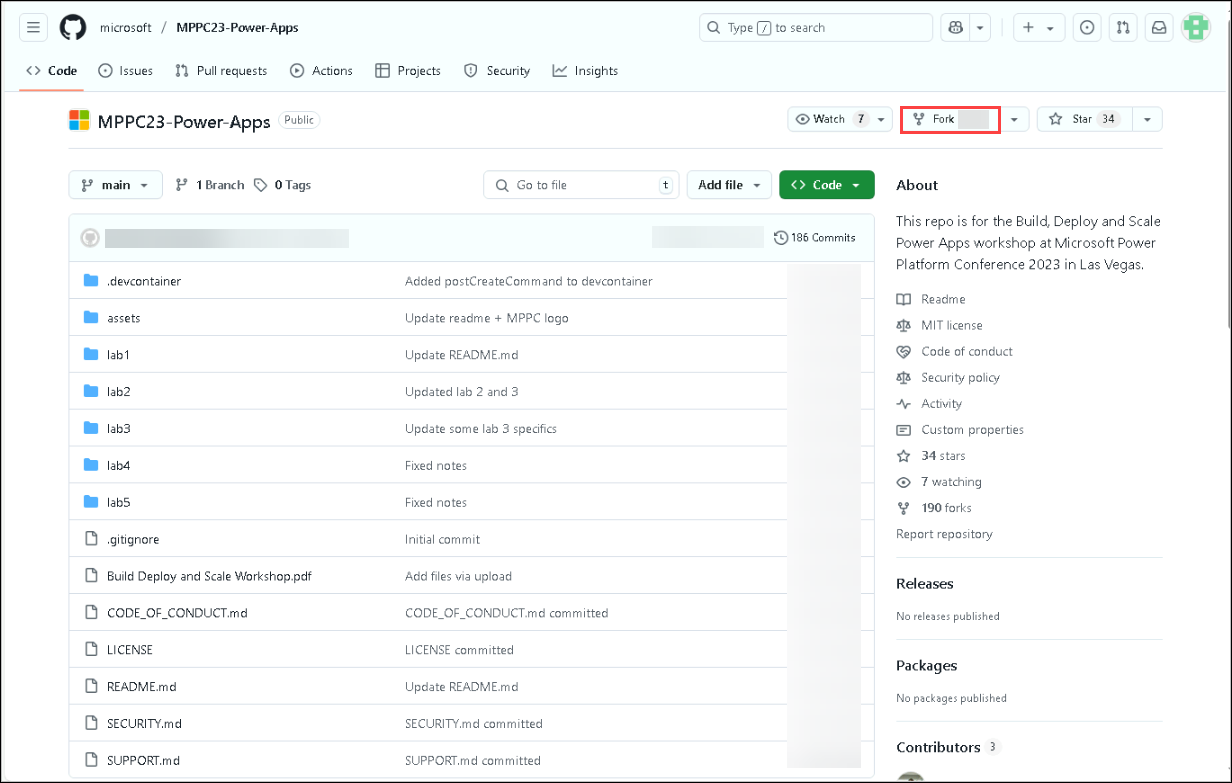 microsoft / MPPC23-Power-Apps
Type / to search
Code Issues Pull requests Actions Projects Security Insights
MPPC23-Power-Apps Public
Watch 7 Fork Star 34
main 1 Branch 0 Tags
Go to file t Add file Code
186 Commits
.devcontainer Added postCreateCommand to devcontainer
assets Update readme + MPPC logo
lab1 Update README.md
lab2 Updated lab 2 and 3
lab3 Update some lab 3 specifics
lab4 Fixed notes
lab5 Fixed notes
.gitignore Initial commit
Build Deploy and Scale Workshop.pdf Add files via upload
CODE_OF_CONDUCT.md CODE_OF_CONDUCT.md committed
LICENSE LICENSE committed
README.md Update README.md
SECURITY.md SECURITY.md committed
SUPPORT.md SUPPORT.md committed
About
This repo is for the Build, Deploy and Scale
Power Apps workshop at Microsoft Power
Platform Conference 2023 in Las Vegas.
Readme
MIT license
Code of conduct
Security policy
Activity
Custom properties
34 stars
7 watching
190 forks
Report repository
Releases
No releases published
Packages
No packages published
Contributors 3